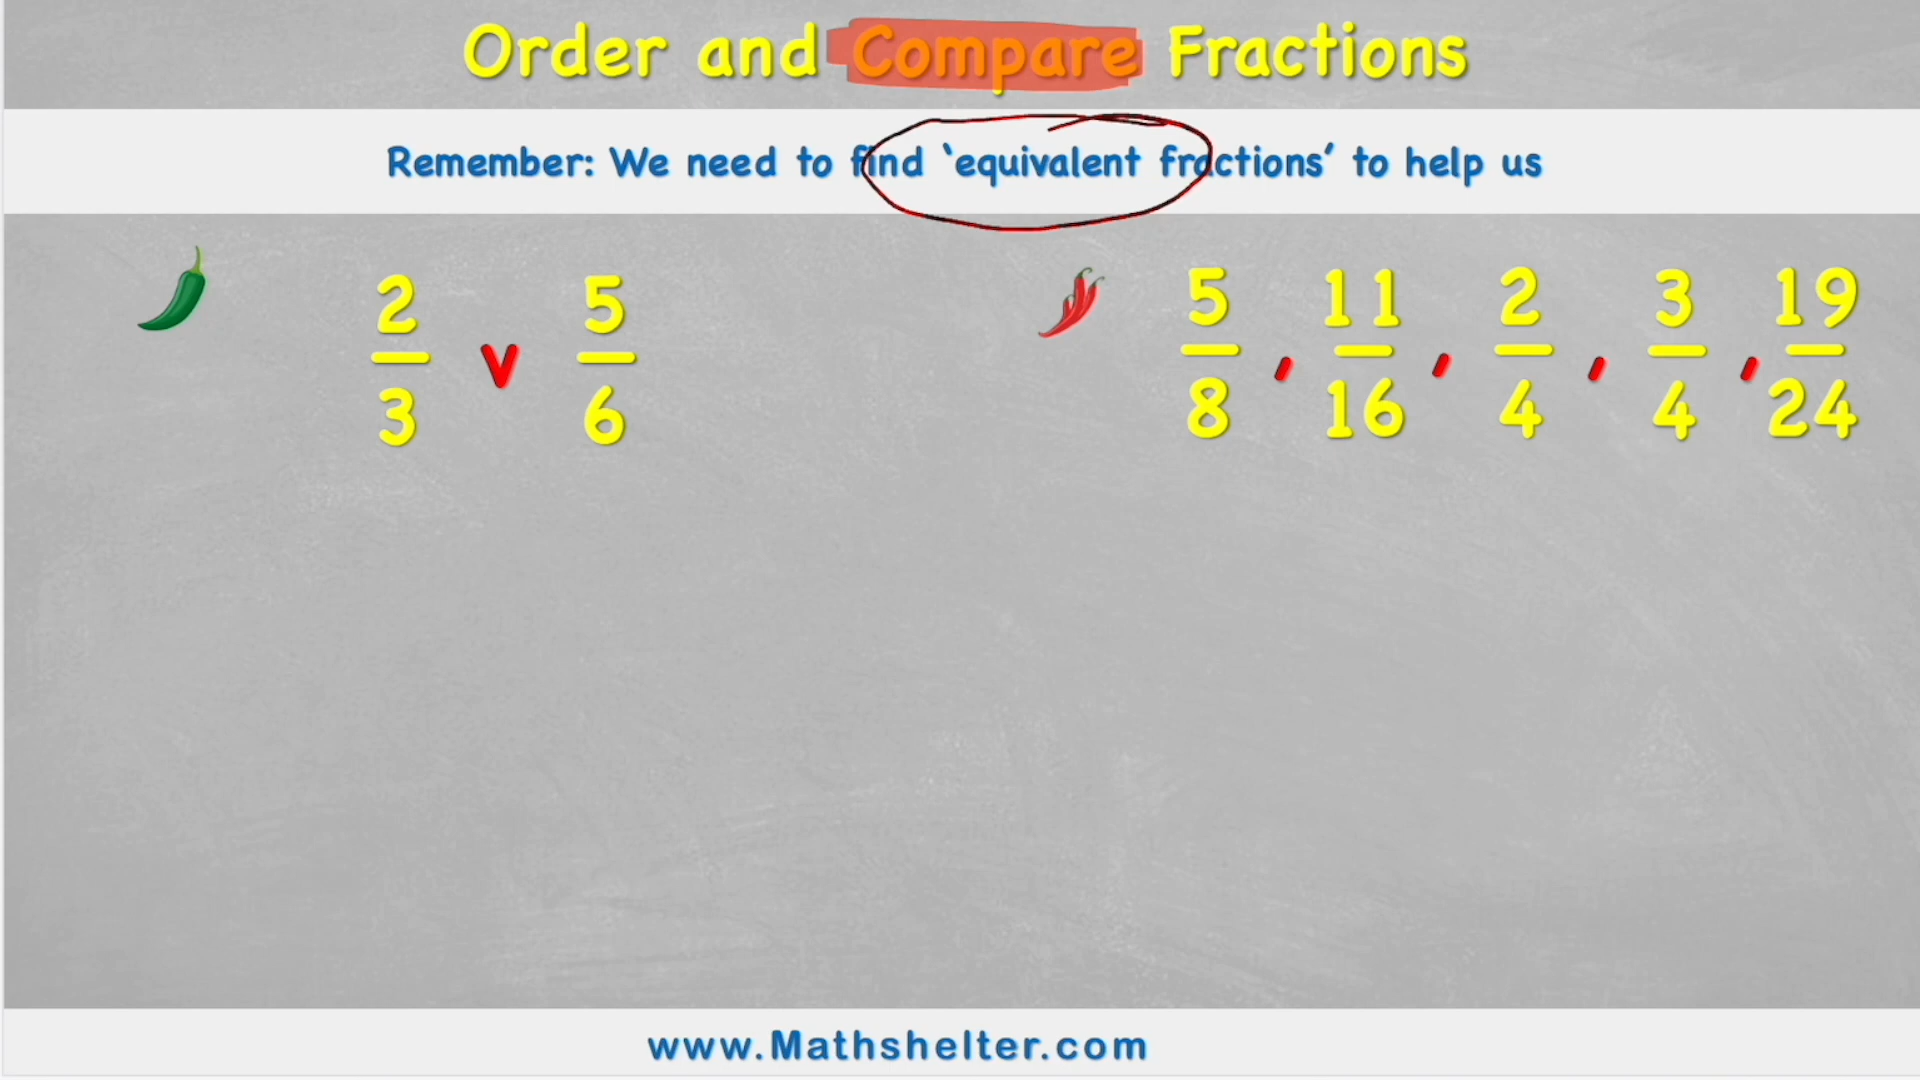 Order and Compare Fractions
Remember: We need to find ‘equivalent fractions’ to help us
2 5
v
3 6
5 11 2 3 19
, , , ,
8 16 4 4 24
www.Mathshelter.com